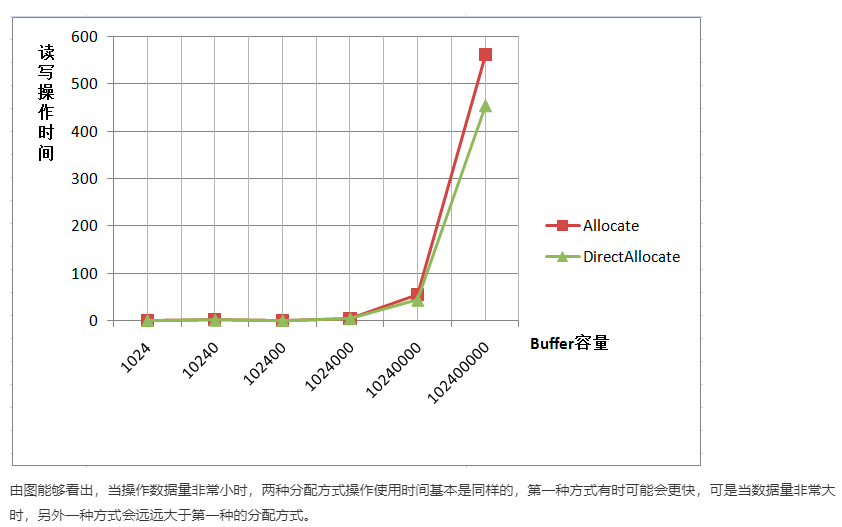 读写操作时间
600
500
400
300
200
100
0
1024
10240
102400
1024000
10240000
102400000
Buffer容量
Allocate
DirectAllocate
由图能够看出，当操作数据量非常小时，两种分配方式操作使用时间基本是同样的，第一种方式有时可能会更快，可是当数据量非常大
时，另外一种方式会远远大于第一种的分配方式。